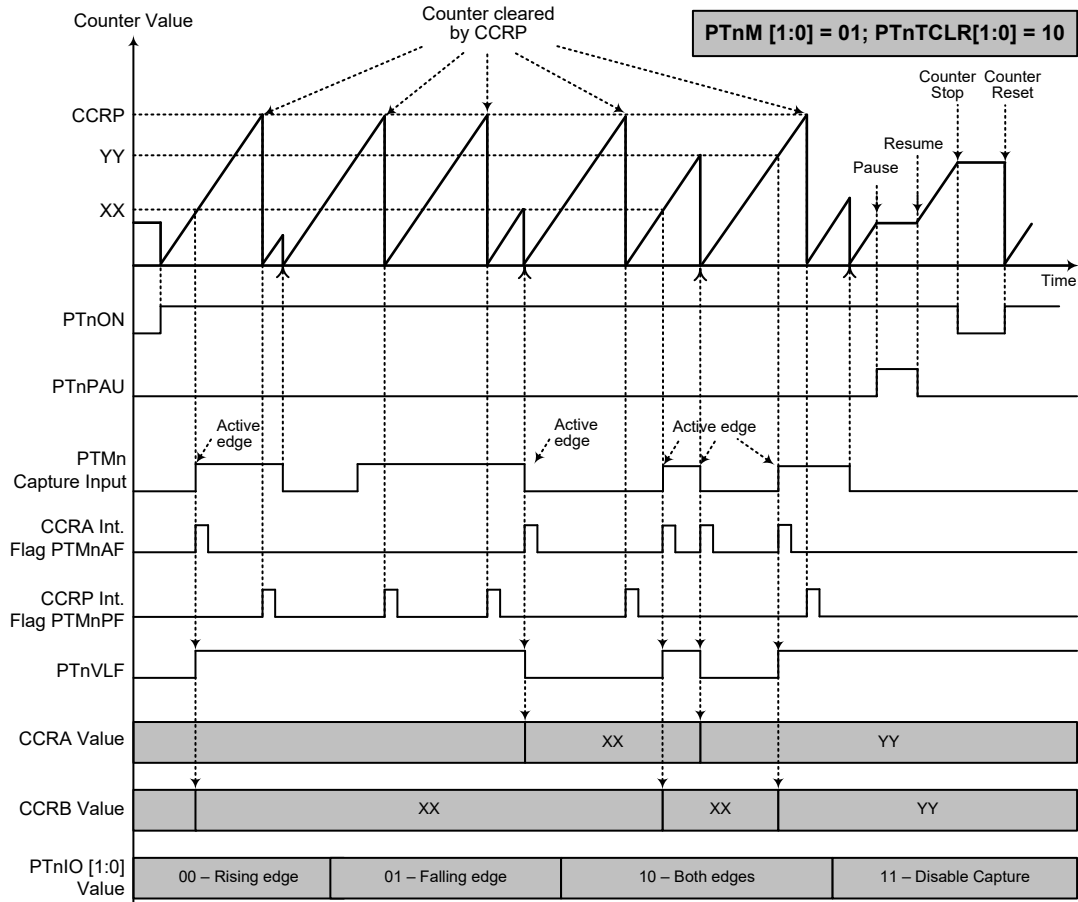 Counter Value
Counter cleared
by CCRP
PTnM [1:0] = 01; PTnTCLR[1:0] = 10
Counter
Stop
Counter
Reset
CCRP
YY
Resume
Pause
XX
Time
PTnON
PTnPAU
Active
edge
Active
edge
Active edge
PTMn
Capture Input
CCRA Int.
Flag PTMnAF
CCRP Int.
Flag PTMnPF
PTnVLF
CCRA Value
XX
YY
CCRB Value
XX
XX
YY
PTnIO [1:0]
Value
00 – Rising edge
01 – Falling edge
10 – Both edges
11 – Disable Capture